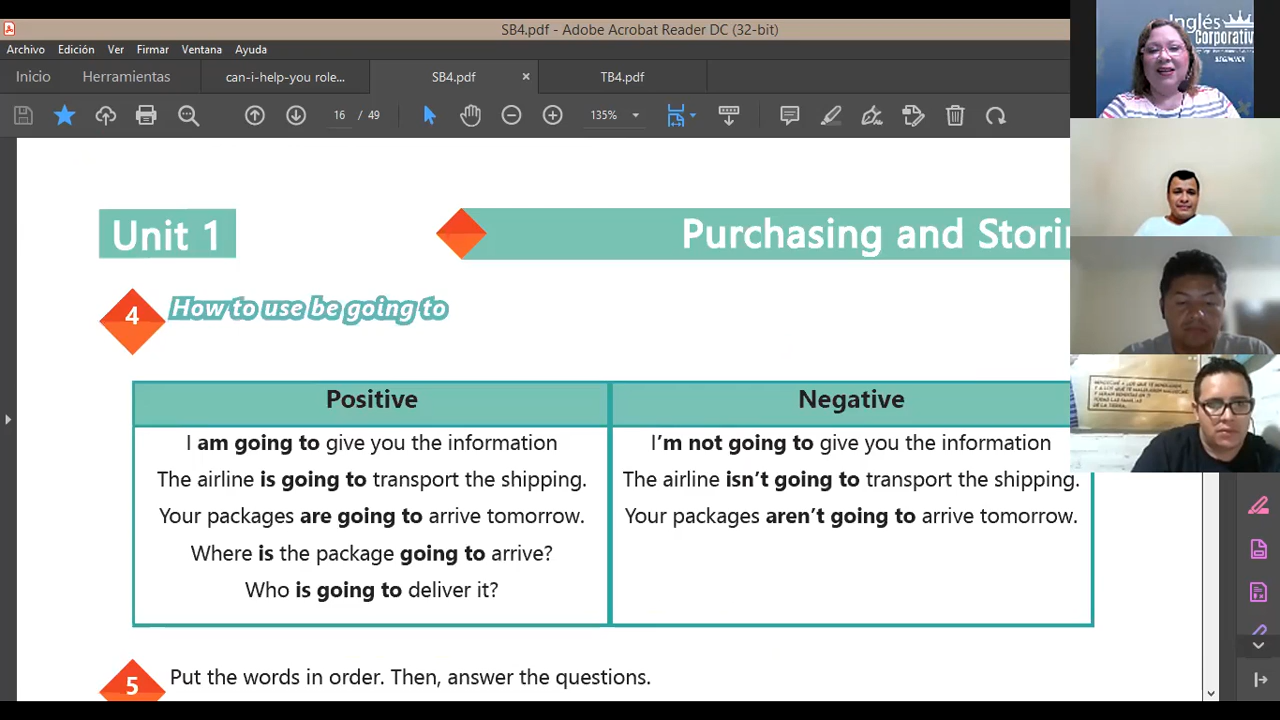 SB4.pdf - Adobe Acrobat Reader DC (32-bit)
Archivo Edición Ver Firmar Ventana Ayuda
Inicio Herramientas can-i-help-you role... SB4.pdf × TB4.pdf
16 / 49 135%
Inglés
Corporativ
Unit 1
Purchasing and Storin
4 How to use be going to
Positive Negative
I am going to give you the information I'm not going to give you the information
The airline is going to transport the shipping. The airline isn't going to transport the shipping.
Your packages are going to arrive tomorrow. Your packages aren't going to arrive tomorrow.
Where is the package going to arrive?
Who is going to deliver it?
5 Put the words in order. Then, answer the questions.